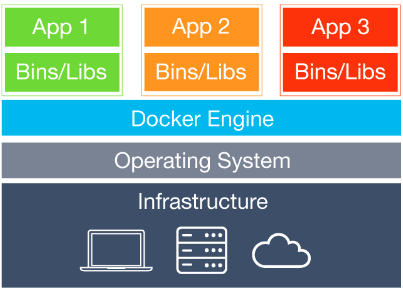 App 1
App 2
App 3
Bins/Libs
Bins/Libs
Bins/Libs
Docker Engine
Operating System
Infrastructure